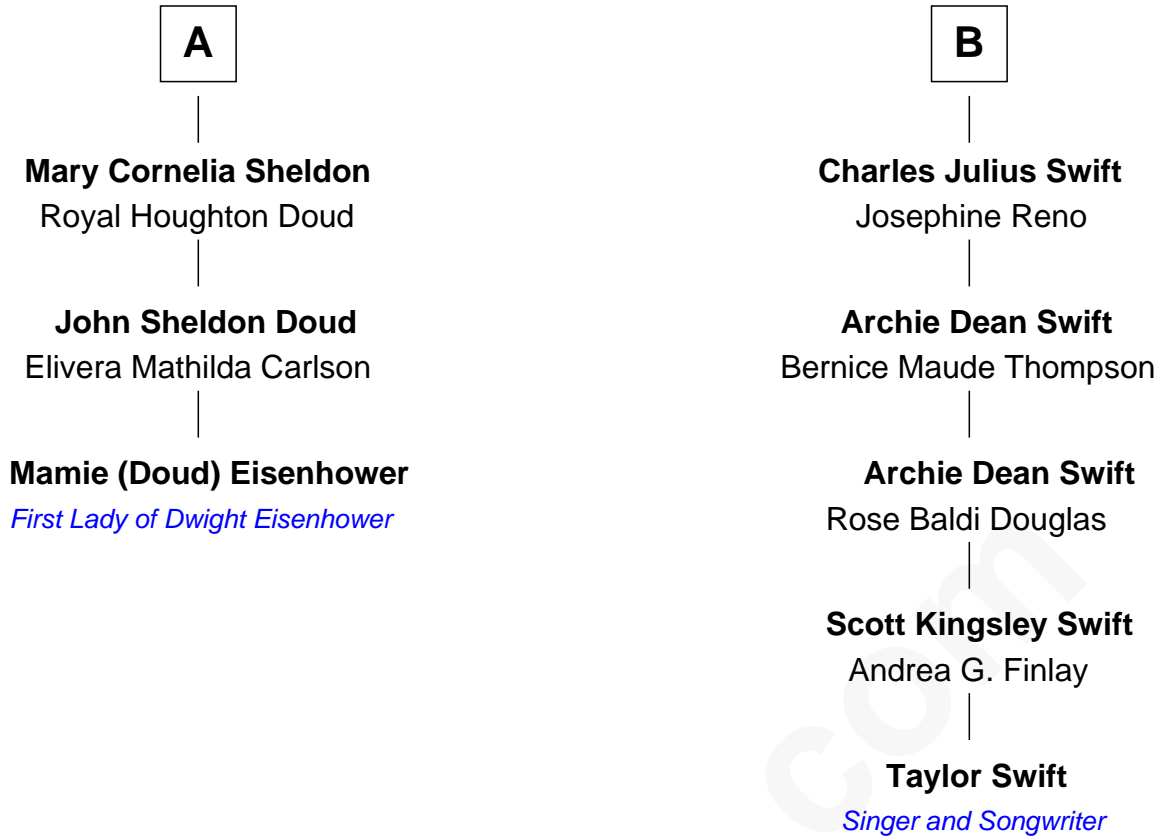 A
Mary Cornelia Sheldon
Royal Houghton Doud
John Sheldon Doud
Elivera Mathilda Carlson
Mamie (Doud) Eisenhower
First Lady of Dwight Eisenhower
B
Charles Julius Swift
Josephine Reno
Archie Dean Swift
Bernice Maude Thompson
Archie Dean Swift
Rose Baldi Douglas
Scott Kingsley Swift
Andrea G. Finlay
Taylor Swift
Singer and Songwriter
com